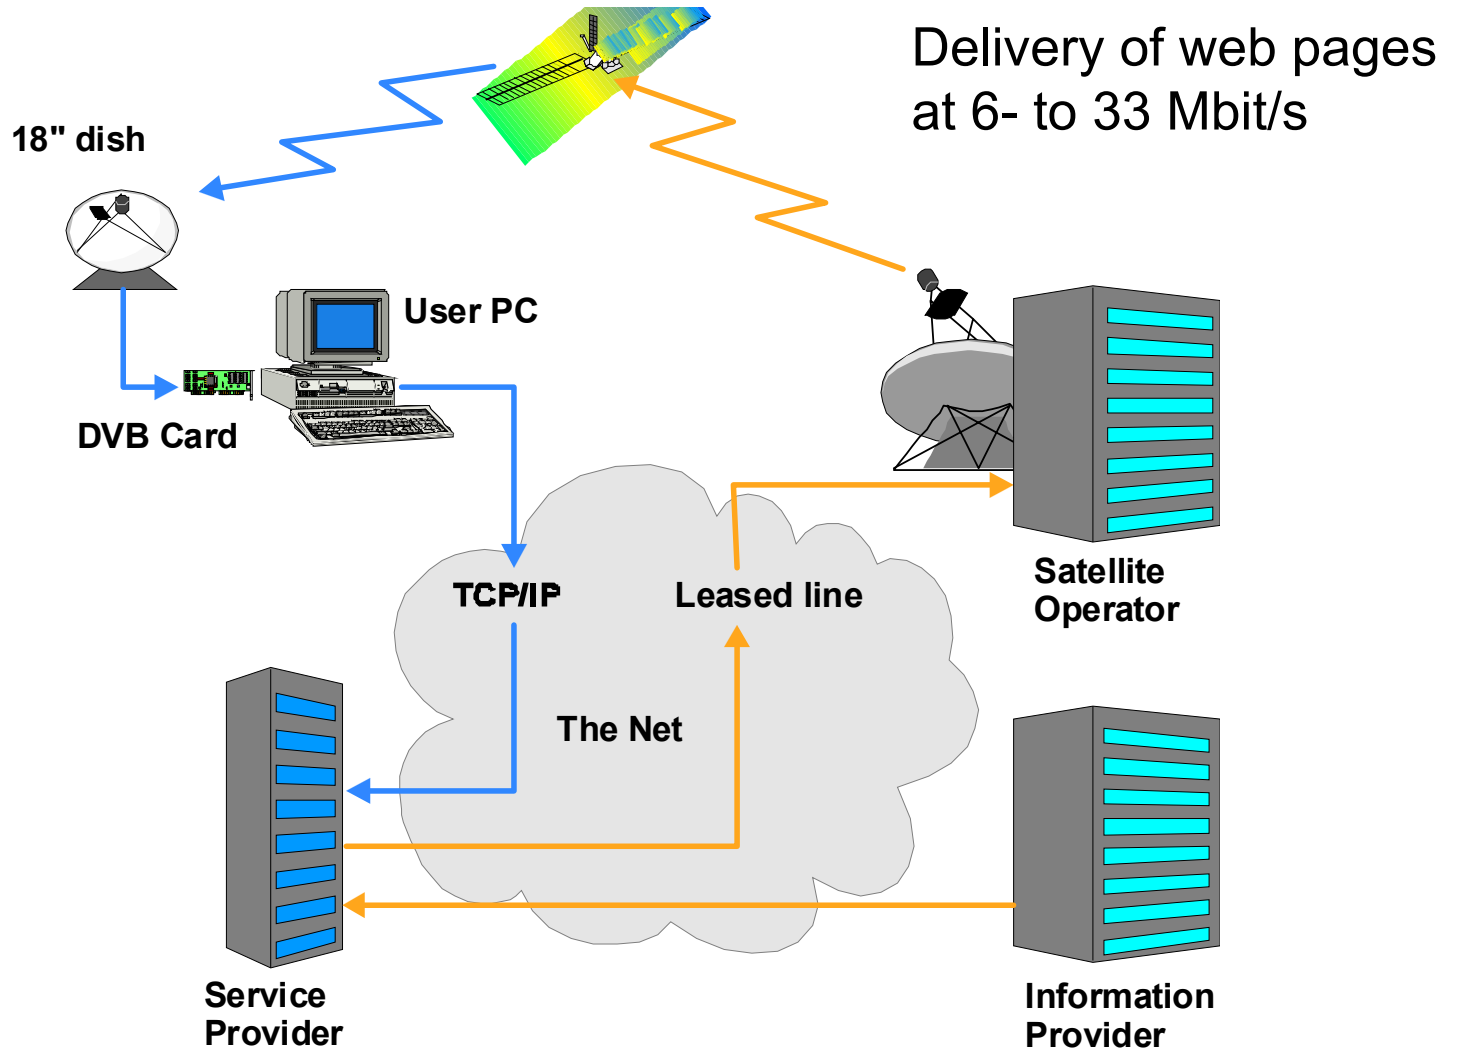 Delivery of web pages
at 6- to 33 Mbit/s
18" dish
User PC
DVB Card
TCP/IP
Leased line
Satellite
Operator
The Net
Service
Provider
Information
Provider